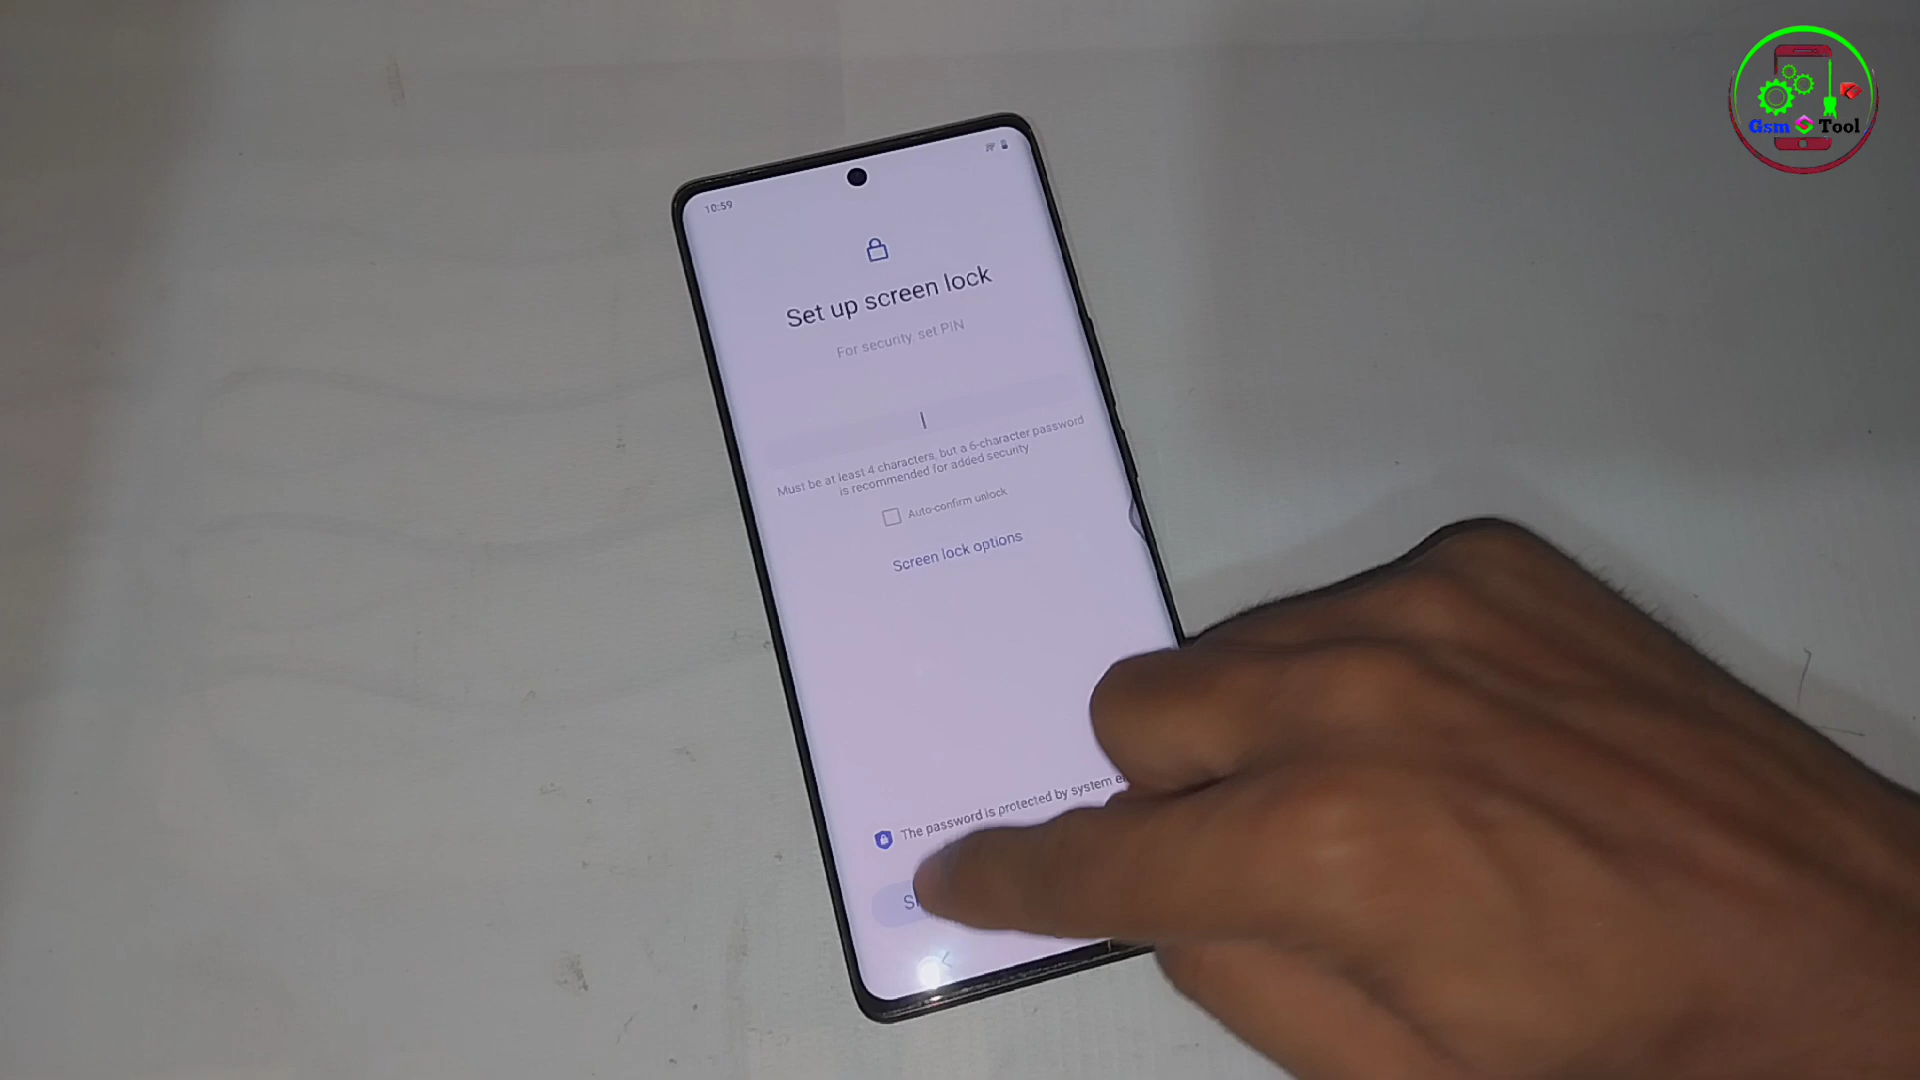 Gsm Tool
10:59
Set up screen lock
For security, set PIN
Must be at least 4 characters, but a 6-character password
is recommended for added security
Auto-confirm unlock
Screen lock options
The password is protected by system